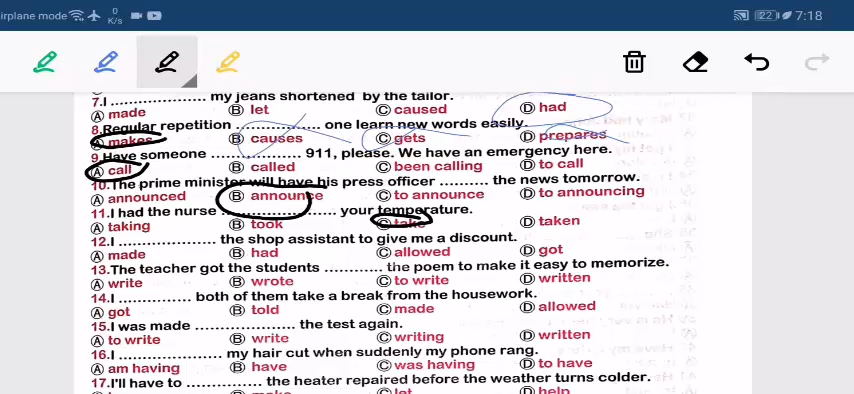 irplane mode 0 K/s 22 7:18
7.I .................... my jeans shortened by the tailor.
A made B let C caused D had
8.Regular repetition .................. one learn new words easily.
A makes B causes C gets D prepares
9.Have someone .................. 911, please. We have an emergency here.
A call B called C been calling D to call
10.The prime minister will have his press officer .......... the news tomorrow.
A announced B announce C to announce D to announcing
11.I had the nurse ........................ your temperature.
A taking B took C take D taken
12.I .................... the shop assistant to give me a discount.
A made B had C allowed D got
13.The teacher got the students ............ the poem to make it easy to memorize.
A write B wrote C to write D written
14.I ................ both of them take a break from the housework.
A got B told C made D allowed
15.I was made ..................... the test again.
A to write B write C writing D written
16.I ...................... my hair cut when suddenly my phone rang.
A am having B have C was having D to have
17.I'll have to ............... the heater repaired before the weather turns colder.
C let D help